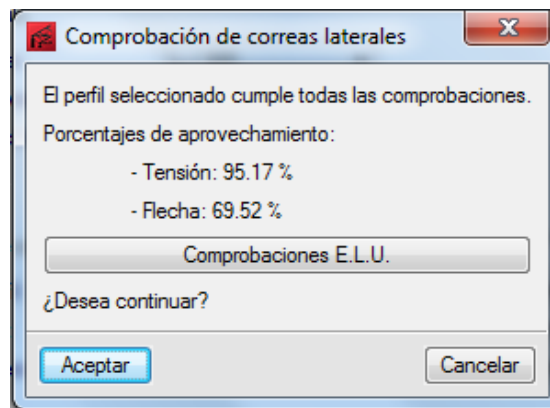 Comprobación de correas laterales
El perfil seleccionado cumple todas las comprobaciones.
Porcentajes de aprovechamiento:
- Tensión: 95.17 %
- Flecha: 69.52 %
Comprobaciones E.L.U.
¿Desea continuar?
Aceptar
Cancelar